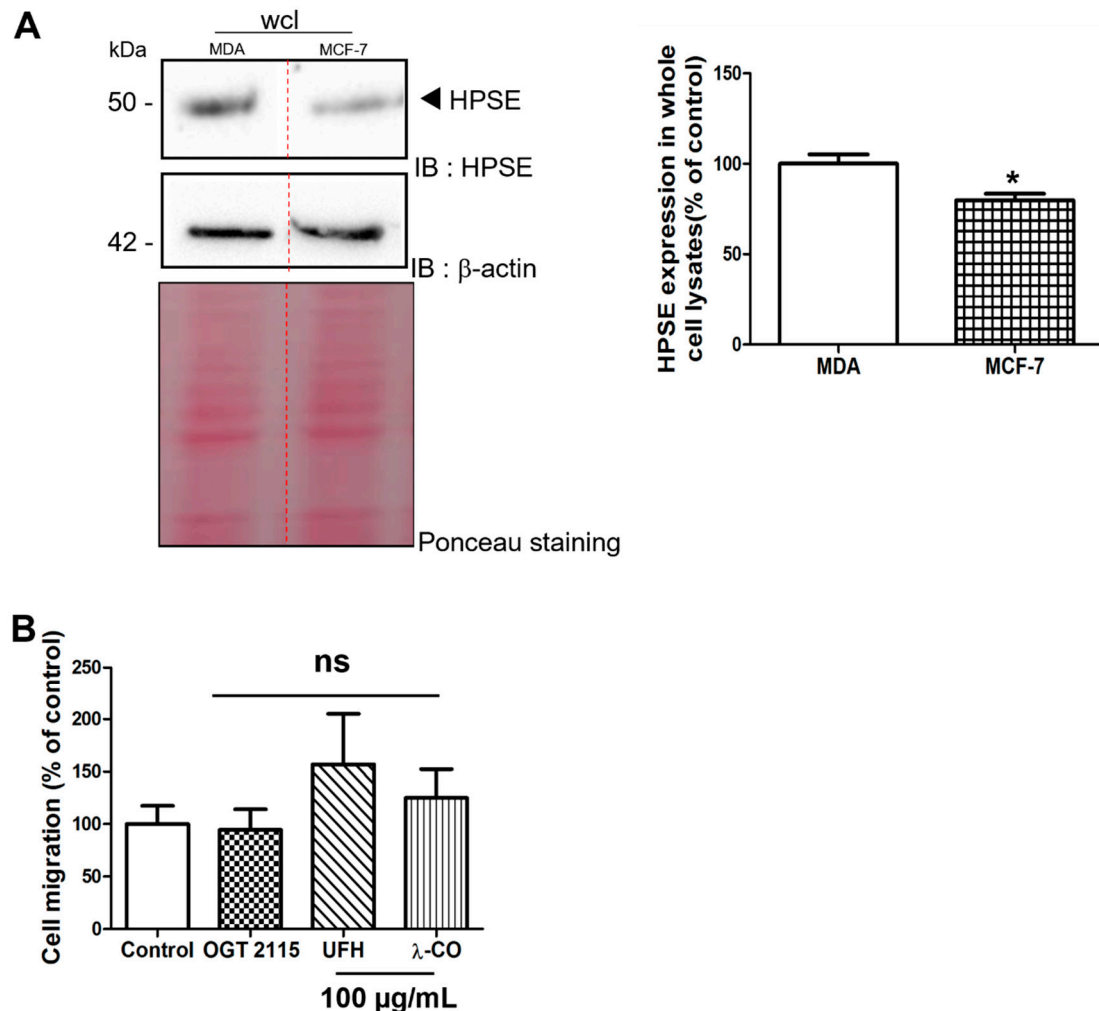 A
wcl
kDa
MDA MCF-7
50 -
HPSE
IB : HPSE
42 -
IB : β-actin
Ponceau staining
HPSE expression in whole
cell lysates(% of control)
150
100
50
0
*
MDA MCF-7
B
Cell migration (% of control)
250
200
150
100
50
0
ns
Control OGT 2115 UFH λ-CO
100 µg/mL